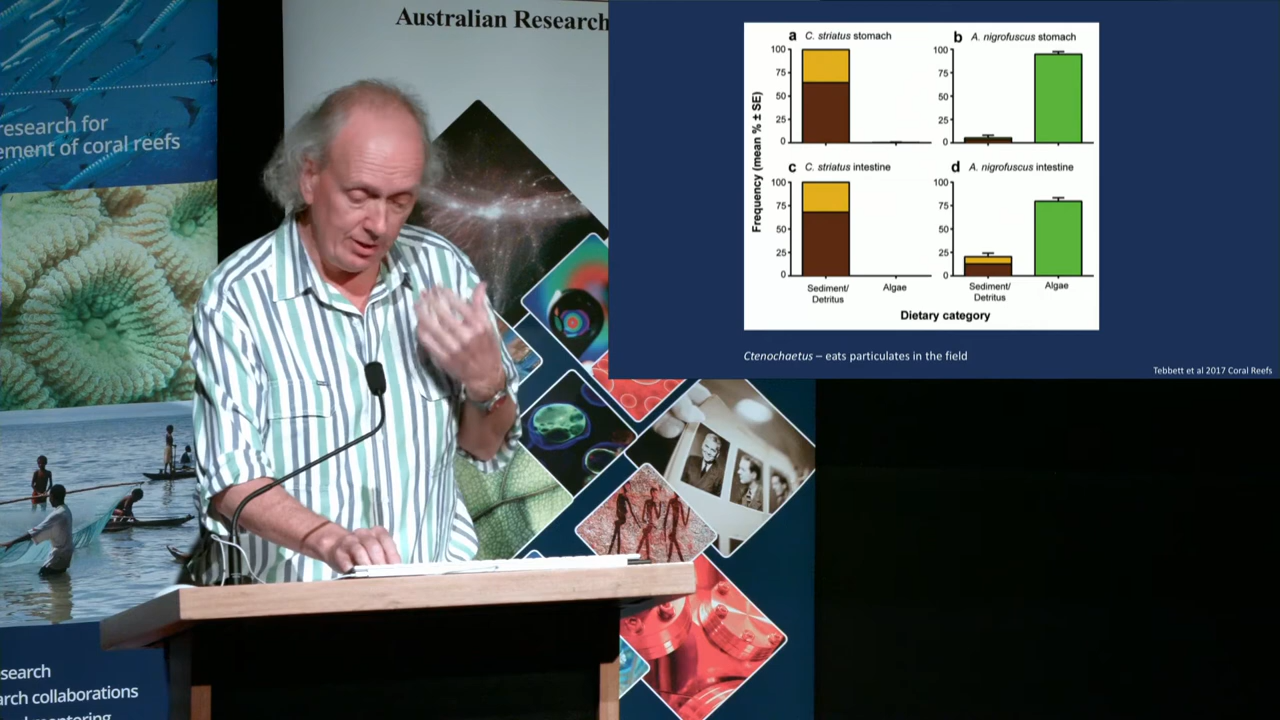 Australian Research
research for
ement of coral reefs
search
arch collaborations
a C. striatus stomach
b A. nigrofuscus stomach
100
75
50
25
0
100
75
50
25
0
c C. striatus intestine
d A. nigrofuscus intestine
100
75
50
25
0
100
75
50
25
0
Frequency (mean % ± SE)
Sediment/
Detritus
Algae
Sediment/
Detritus
Algae
Dietary category
Ctenochaetus – eats particulates in the field
Tebbett et al 2017 Coral Reefs